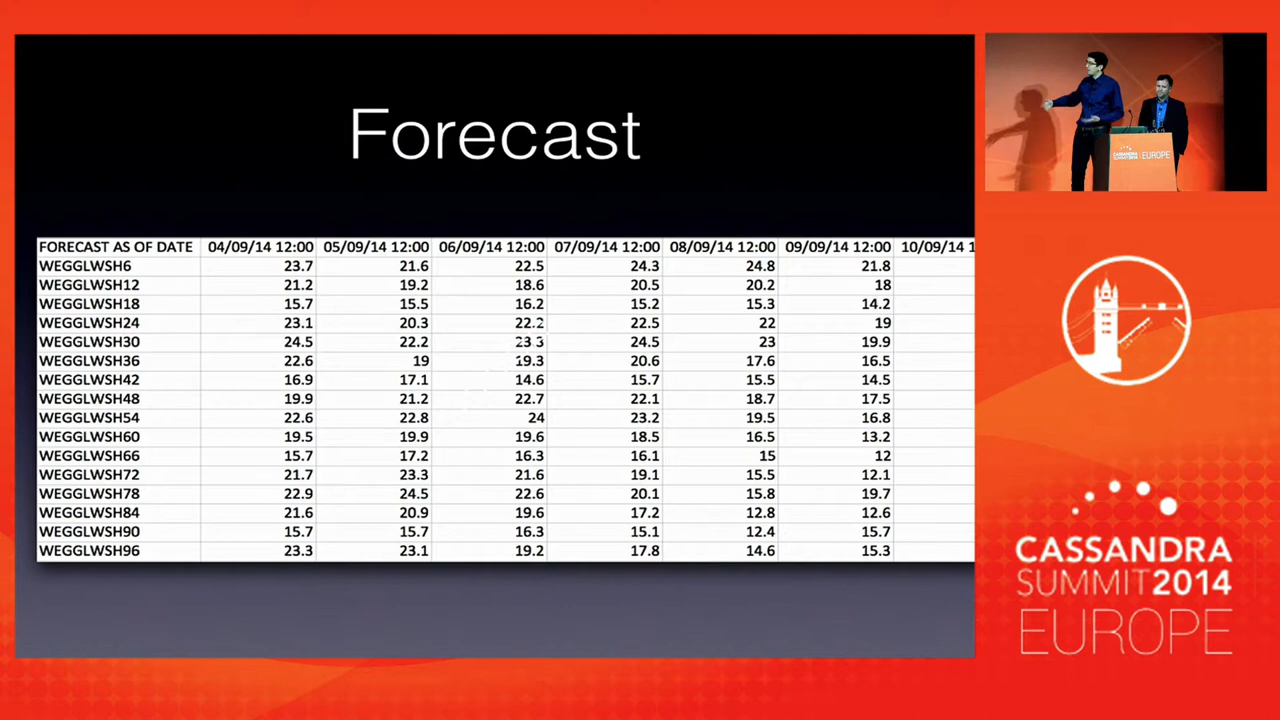 Forecast
FORECAST AS OF DATE 04/09/14 12:00 05/09/14 12:00 06/09/14 12:00 07/09/14 12:00 08/09/14 12:00 09/09/14 12:00 10/09/14 1
WEGGLWSH6 23.7 21.6 22.5 24.3 24.8 21.8
WEGGLWSH12 21.2 19.2 18.6 20.5 20.2 18
WEGGLWSH18 15.7 15.5 16.2 15.2 15.3 14.2
WEGGLWSH24 23.1 20.3 22.2 22.5 22 19
WEGGLWSH30 24.5 22.2 23.3 24.5 23 19.9
WEGGLWSH36 22.6 19 19.3 20.6 17.6 16.5
WEGGLWSH42 16.9 17.1 14.6 15.7 15.5 14.5
WEGGLWSH48 19.9 21.2 22.7 22.1 18.7 17.5
WEGGLWSH54 22.6 22.8 24 23.2 19.5 16.8
WEGGLWSH60 19.5 19.9 19.6 18.5 16.5 13.2
WEGGLWSH66 15.7 17.2 16.3 16.1 15 12
WEGGLWSH72 21.7 23.3 21.6 19.1 15.5 12.1
WEGGLWSH78 22.9 24.5 22.6 20.1 15.8 19.7
WEGGLWSH84 21.6 20.9 19.6 17.2 12.8 12.6
WEGGLWSH90 15.7 15.7 16.3 15.1 12.4 15.7
WEGGLWSH96 23.3 23.1 19.2 17.8 14.6 15.3
CASSANDRA
SUMMIT 2014 EUROPE
CASSANDRA
SUMMIT2014
EUROPE